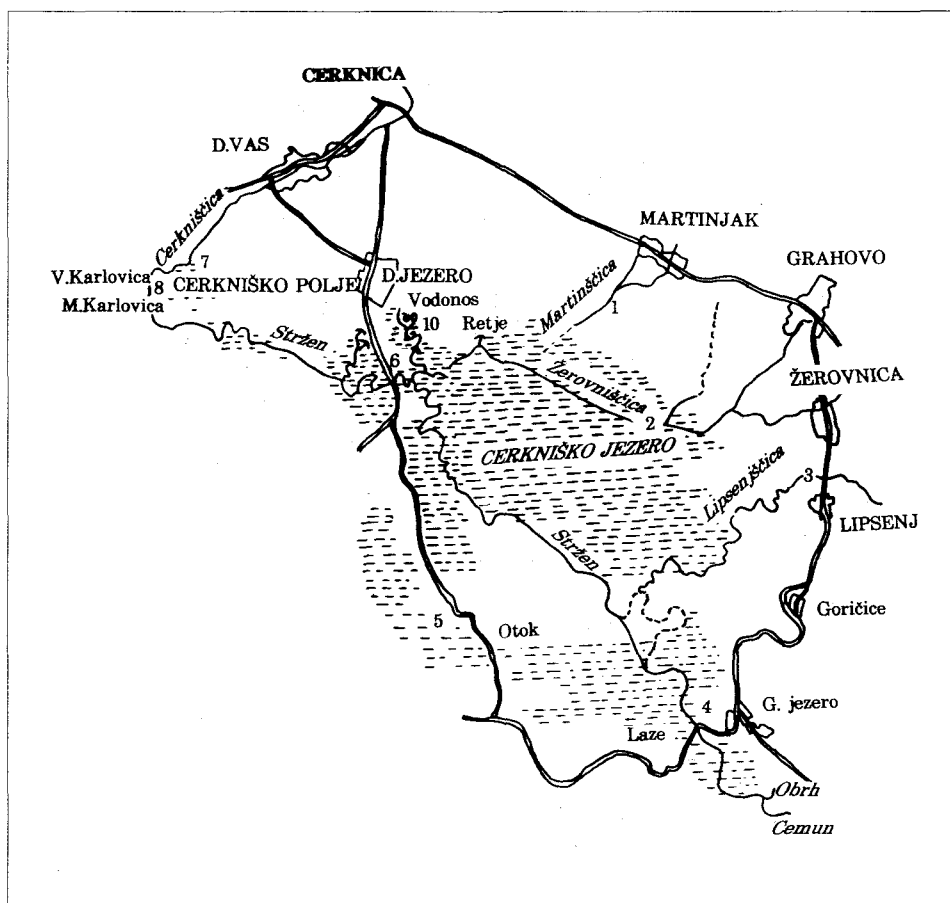 CERKNICA
D.VAS
MARTINJAK
GRAHOVO
Cerkniščica
7
V.Karlovica
8 CERKNIŠKO POLJE
D.JEZERO
M.Karlovica
Vodonos
10
Retje
Martinščica
1
Stržen
6
Žerovniščica
ŽEROVNICA
2
CERKNIŠKO JEZERO
Lipsenjščica
3
LIPSENJ
Stržen
Goričice
5
Otok
4
G. jezero
Laze
Obrh
Cemun